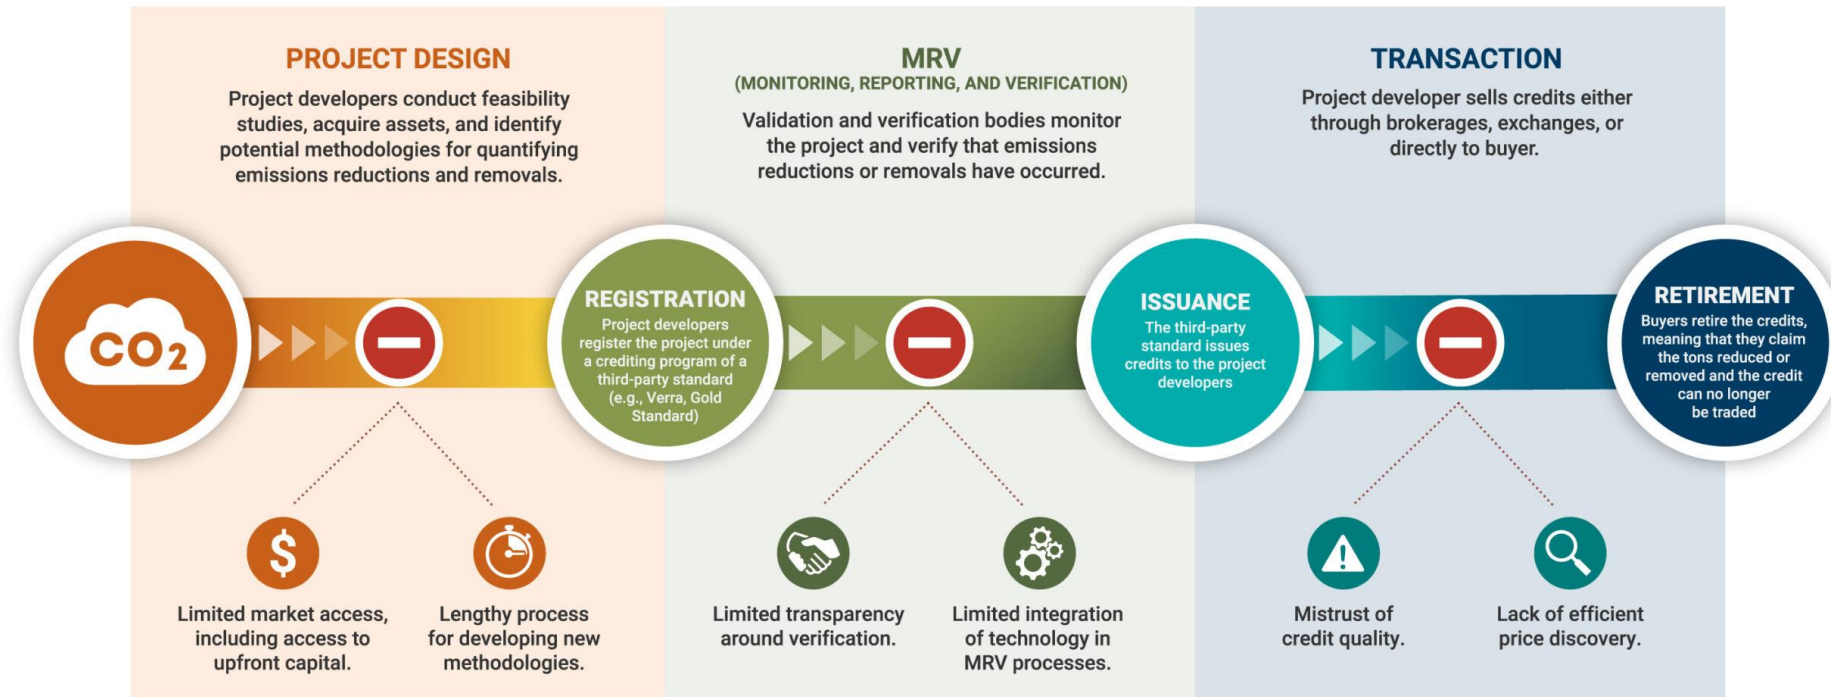 PROJECT DESIGN
Project developers conduct feasibility
studies, acquire assets, and identify
potential methodologies for quantifying
emissions reductions and removals.
MRV
(MONITORING, REPORTING, AND VERIFICATION)
Validation and verification bodies monitor
the project and verify that emissions
reductions or removals have occurred.
TRANSACTION
Project developer sells credits either
through brokerages, exchanges, or
directly to buyer.
CO2
REGISTRATION
Project developers
register the project under
a crediting program of a
third-party standard
(e.g., Verra, Gold
Standard)
ISSUANCE
The third-party
standard issues
credits to the project
developers
RETIREMENT
Buyers retire the credits,
meaning that they claim
the tons reduced or
removed and the credit
can no longer
be traded
$
Limited market access,
including access to
upfront capital.
Lengthy process
for developing new
methodologies.
Limited transparency
around verification.
Limited integration
of technology in
MRV processes.
Mistrust of
credit quality.
Lack of efficient
price discovery.